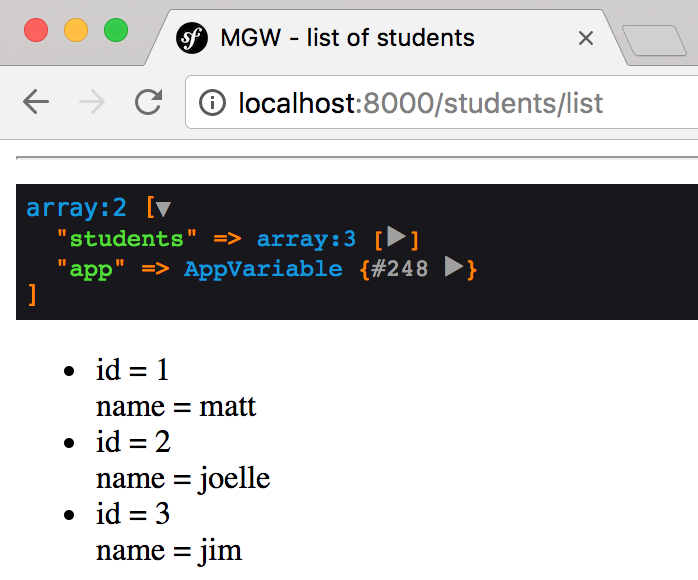 sf MGW - list of students
localhost:8000/students/list
array:2 [▼
"students" => array:3 [▶]
"app" => AppVariable {#248 ▶}
]
• id = 1
name = matt
• id = 2
name = joelle
• id = 3
name = jim